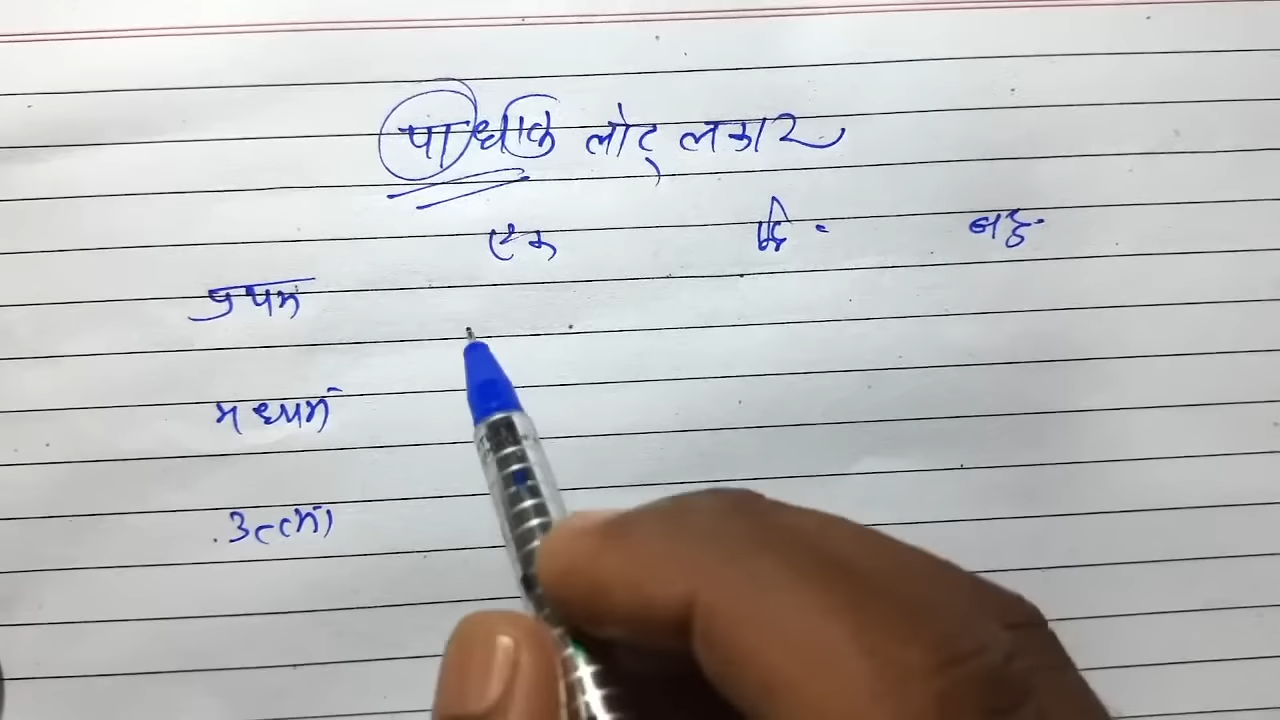 पा धातु लोट् लकार
एक द्वि. बहु.
प्रथम
मध्यम
उत्तम